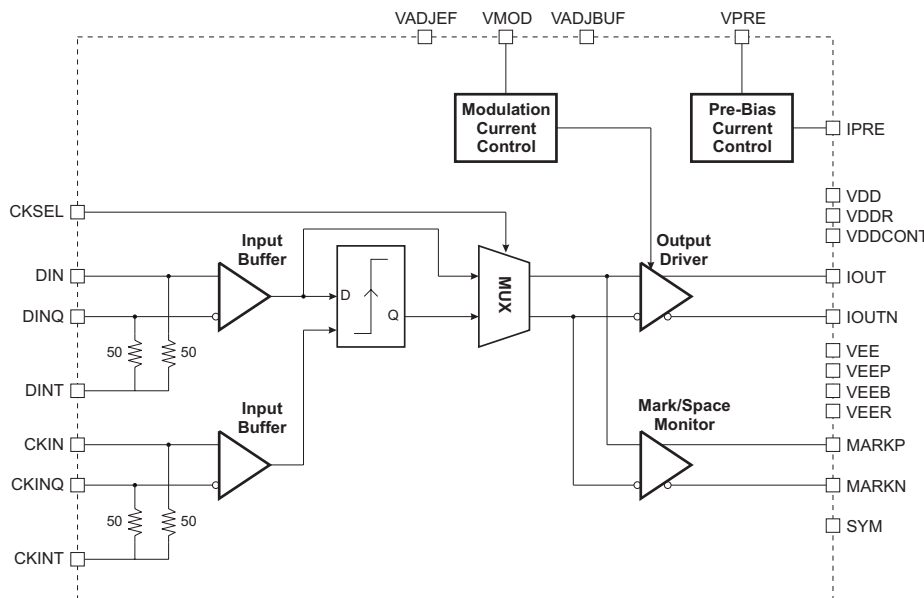 VADJEF
VMOD
VADJBUF
VPRE
Modulation
Current
Control
Pre-Bias
Current
Control
IPRE
VDD
VDDR
VDDCONT
CKSEL
Input
Buffer
Output
Driver
DIN
DINQ
D
Q
MUX
IOUT
IOUTN
50
50
DINT
VEE
VEEP
VEEB
VEER
Input
Buffer
Mark/Space
Monitor
CKIN
CKINQ
MARKP
MARKN
50
50
CKINT
SYM